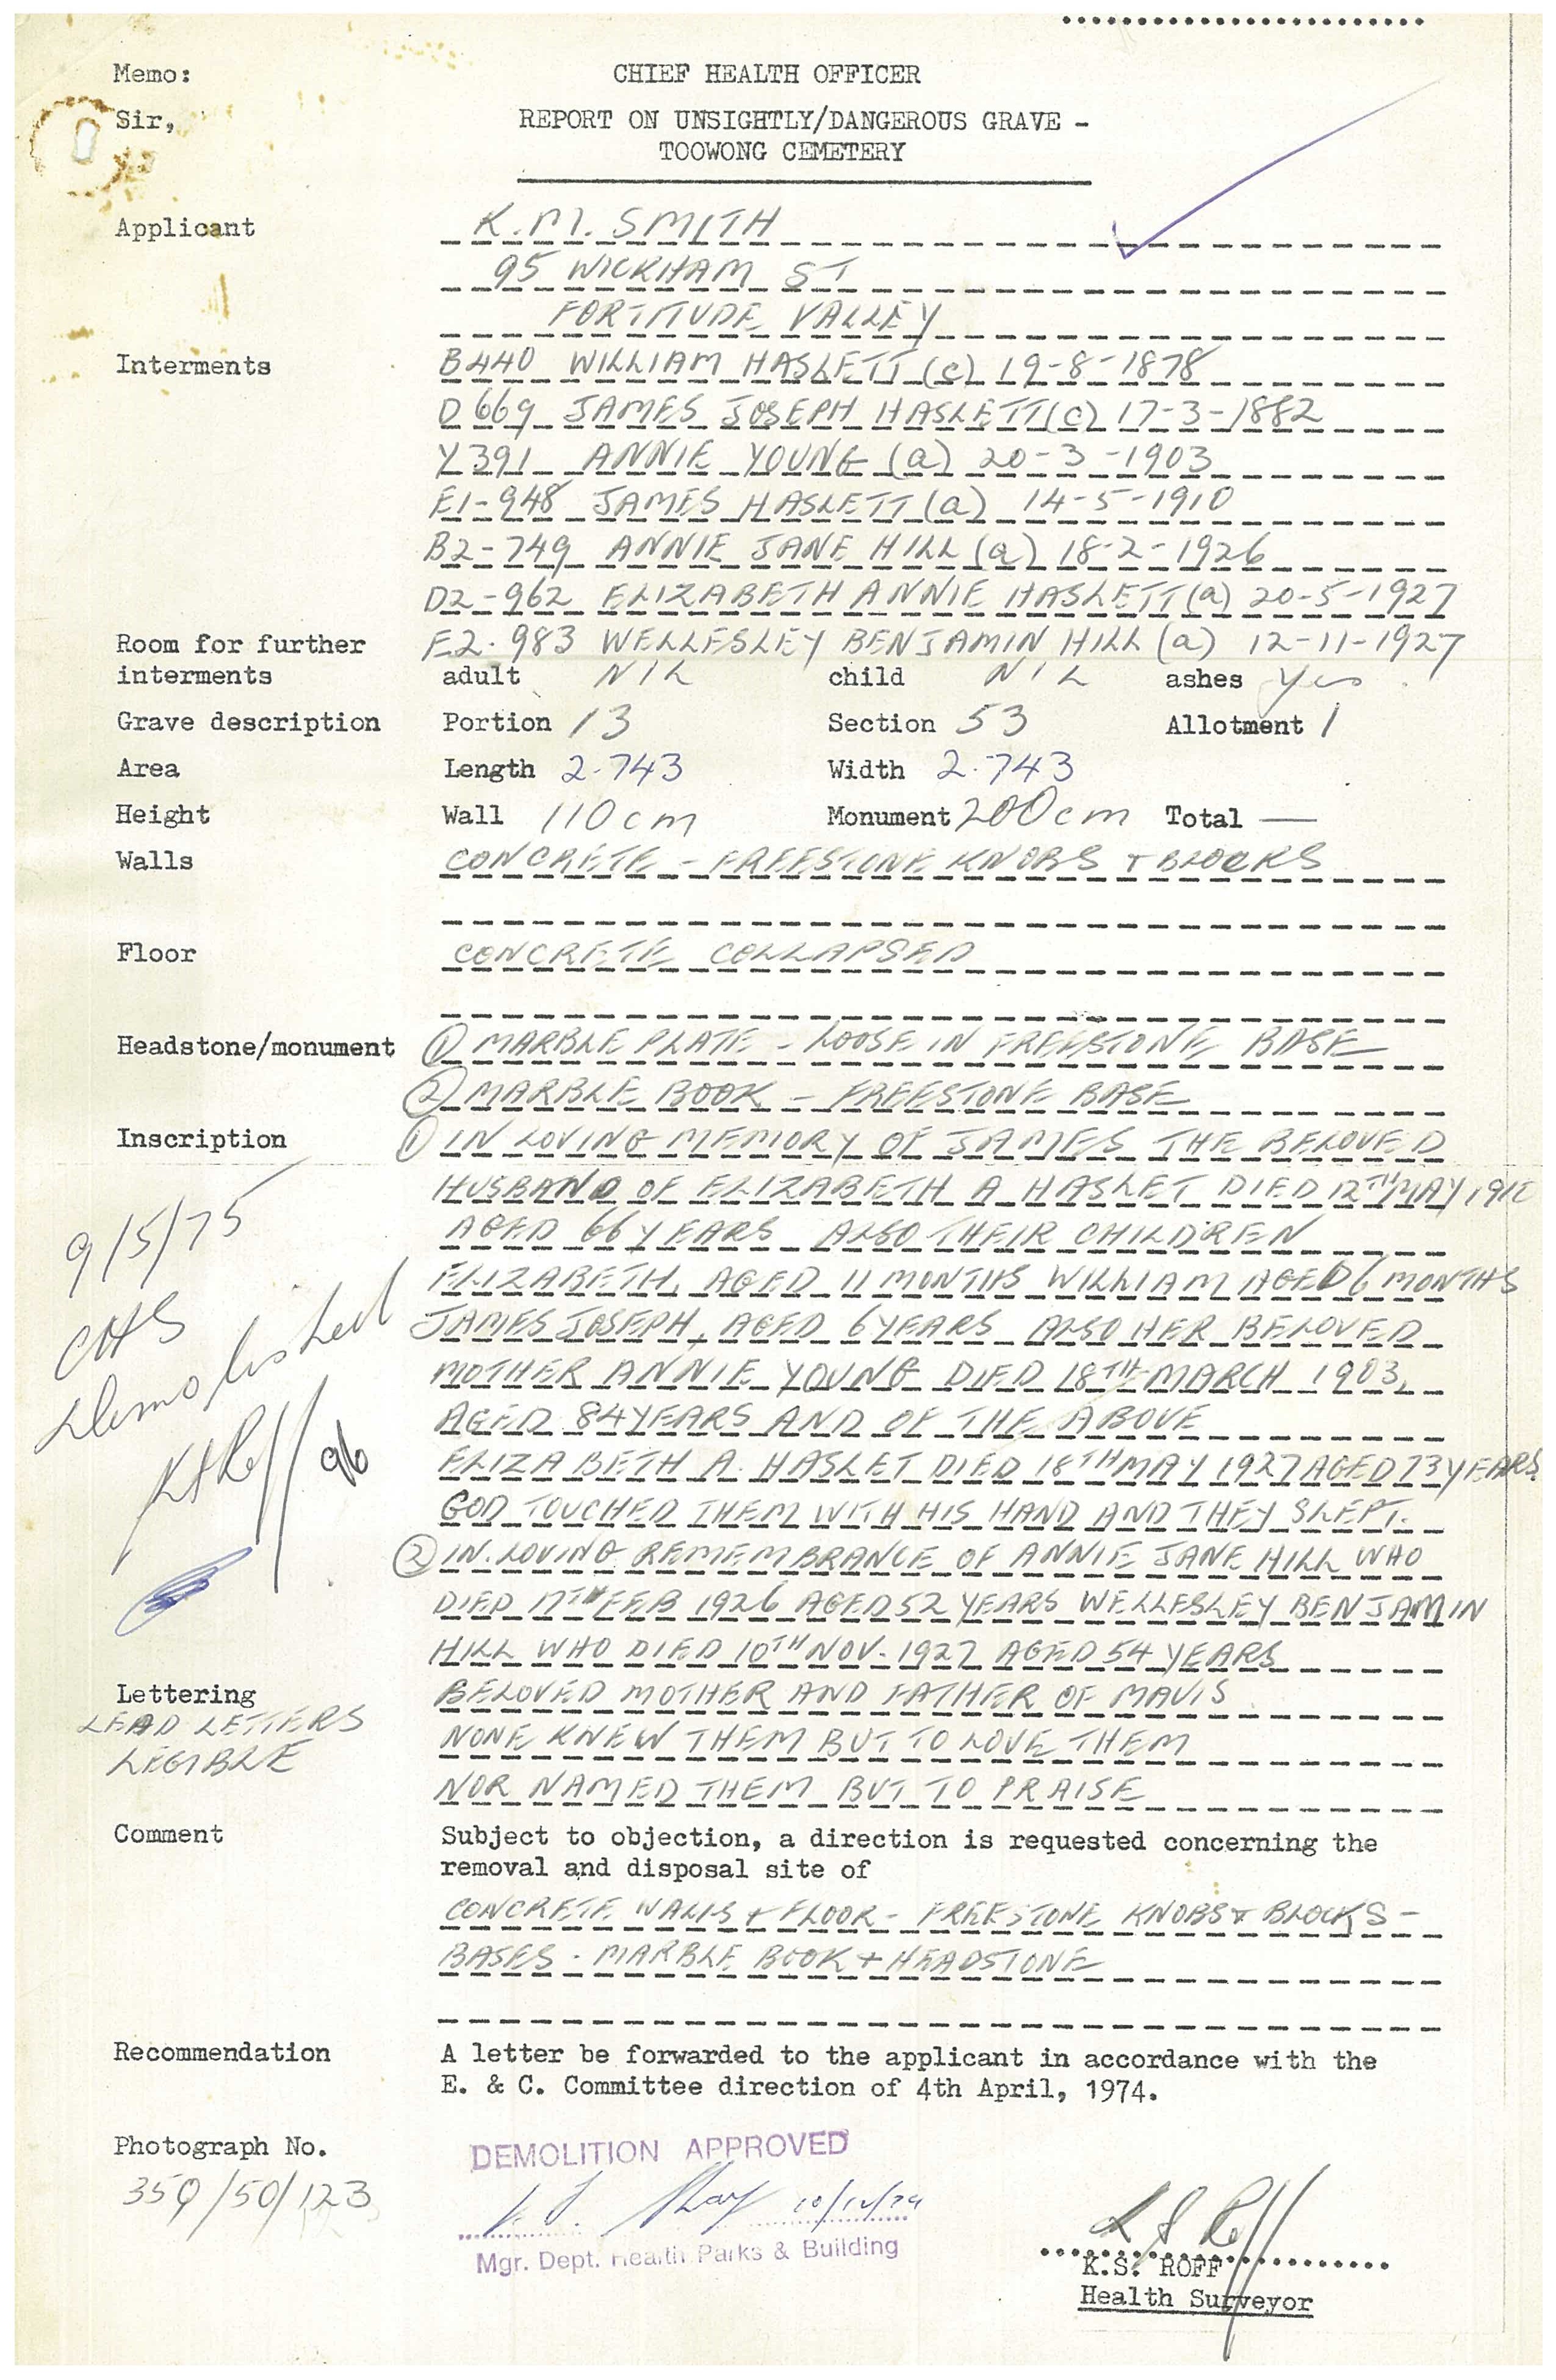 Memo:
CHIEF HEALTH OFFICER
Sir,
REPORT ON UNSIGHTLY/DANGEROUS GRAVE -
TOOWONG CEMETERY
Applicant K.M. SMITH
95 WICKHAM ST
FORTITUDE VALLEY
Interments B440 WILLIAM HASLETT (c) 19-8-1878
D669 JAMES JOSEPH HASLETT (c) 17-3-1882
Y391 ANNIE YOUNG (a) 20-3-1903
E1-948 JAMES HASLETT (a) 14-5-1910
B2-749 ANNIE JANE HILL (a) 18-2-1926
D2-962 ELIZABETH ANNIE HASLETT (a) 20-5-1927
Room for further E2.983 WELLESLEY BENJAMIN HILL (a) 12-11-1927
interments adult NIL child NIL ashes Yes
Grave description Portion 13 Section 53 Allotment 1
Area Length 2.743 Width 2.743
Height Wall 110cm Monument 200cm Total —
Walls CONCRETE - FREESTONE KNOBS + BLOCKS
Floor CONCRETE COLLAPSED
Headstone/monument ① MARBLE PLATE - LOOSE IN FREESTONE BASE
② MARBLE BOOK - FREESTONE BASE
Inscription ① IN LOVING MEMORY OF JAMES THE BELOVED
HUSBAND OF ELIZABETH A HASLET DIED 12TH MAY 1910
AGED 66 YEARS ALSO THEIR CHILDREN
ELIZABETH, AGED 11 MONTHS WILLIAM AGED 6 MONTHS
JAMES JOSEPH, AGED 6 YEARS ALSO HER BELOVED
MOTHER ANNIE YOUNG DIED 18TH MARCH 1903,
AGED 84 YEARS AND OF THE ABOVE
ELIZABETH A. HASLET DIED 18TH MAY 1927 AGED 73 YEARS.
GOD TOUCHED THEM WITH HIS HAND AND THEY SLEPT.
② IN LOVING REMEMBRANCE OF ANNIE JANE HILL WHO
DIED 17TH FEB 1926 AGED 52 YEARS WELLESLEY BENJAMIN
HILL WHO DIED 10TH NOV. 1927 AGED 54 YEARS
BELOVED MOTHER AND FATHER OF MAVIS
NONE KNEW THEM BUT TO LOVE THEM
NOR NAMED THEM BUT TO PRAISE
9/5/75
CHS
Demolished
Lettering
LEAD LETTERS
LEGIBLE
Comment Subject to objection, a direction is requested concerning the
removal and disposal site of
CONCRETE WALLS + FLOOR - FREESTONE KNOBS + BLOCKS -
BASES - MARBLE BOOK + HEADSTONE
Recommendation A letter be forwarded to the applicant in accordance with the
E. & C. Committee direction of 4th April, 1974.
Photograph No.
359/50/123
DEMOLITION APPROVED
10/12/74
Mgr. Dept. Health Parks & Building
K.S. ROFF
Health Surveyor